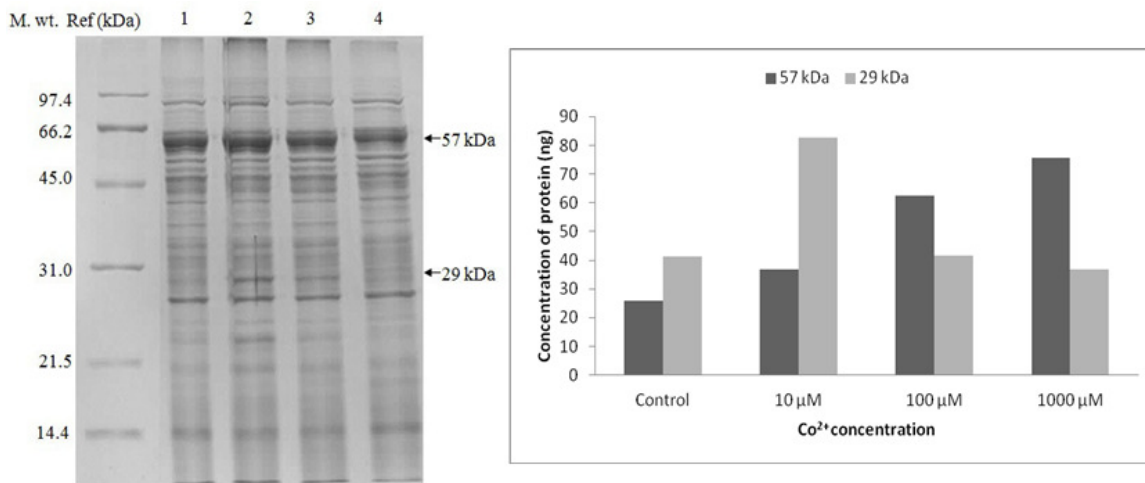 M. wt. Ref (kDa) 1 2 3 4
97.4
66.2
57 kDa
45.0
31.0
29 kDa
21.5
14.4
57 kDa 29 kDa
Concentration of protein (ng)
90
80
70
60
50
40
30
20
10
0
Control 10 µM 100 µM 1000 µM
Co²⁺concentration